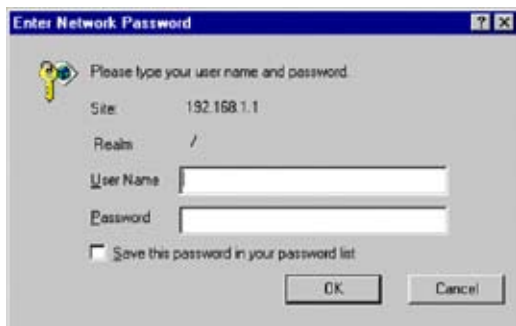 Enter Network Password
? X
Please type your user name and password.
Site: 192.168.1.1
Realm /
User Name
Password
Save this password in your password list
OK Cancel